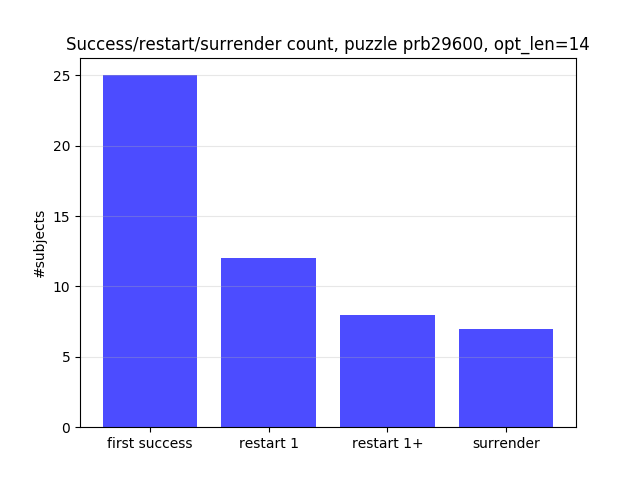 Success/restart/surrender count, puzzle prb29600, opt_len=14
#subjects
25
20
15
10
5
0
first success restart 1 restart 1+ surrender